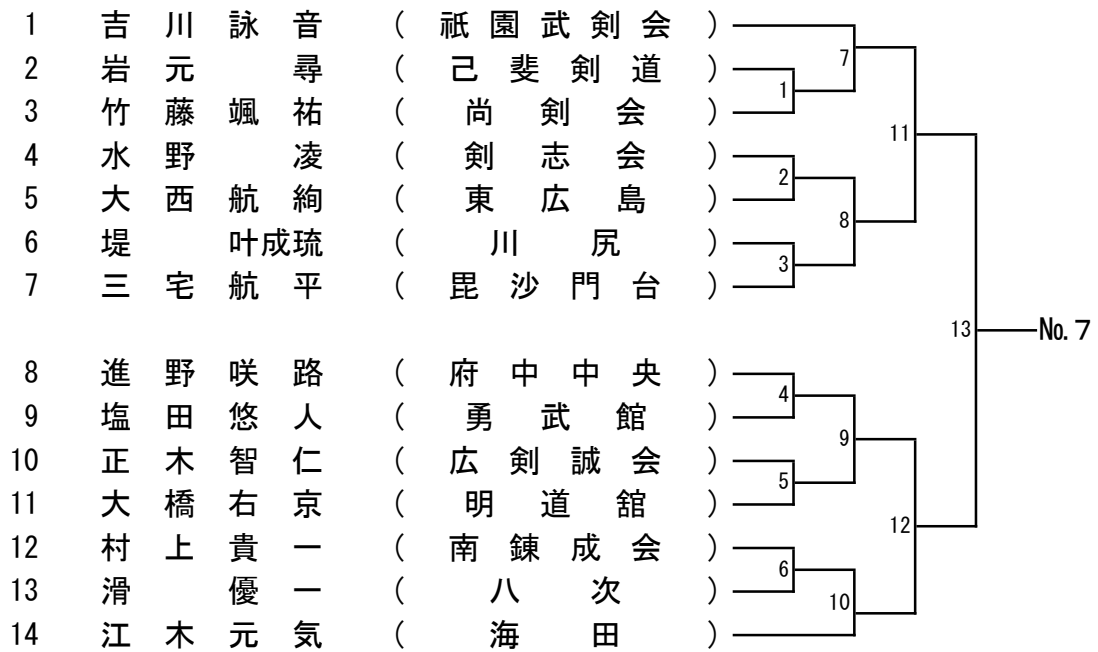 1 吉川詠音 (祇園武剣会)
2 岩元 尋 (己斐剣道)
3 竹藤颯祐 (尚剣会)
4 水野 凌 (剣志会)
5 大西航絢 (東広島)
6 堤 叶成琉 (川尻)
7 三宅航平 (毘沙門台)
8 進野咲路 (府中中央)
9 塩田悠人 (勇武館)
10 正木智仁 (広剣誠会)
11 大橋右京 (明道舘)
12 村上貴一 (南錬成会)
13 滑 優一 (八次)
14 江木元気 (海田)
7
1
11
2
8
3
13
№7
4
9
5
12
6
10